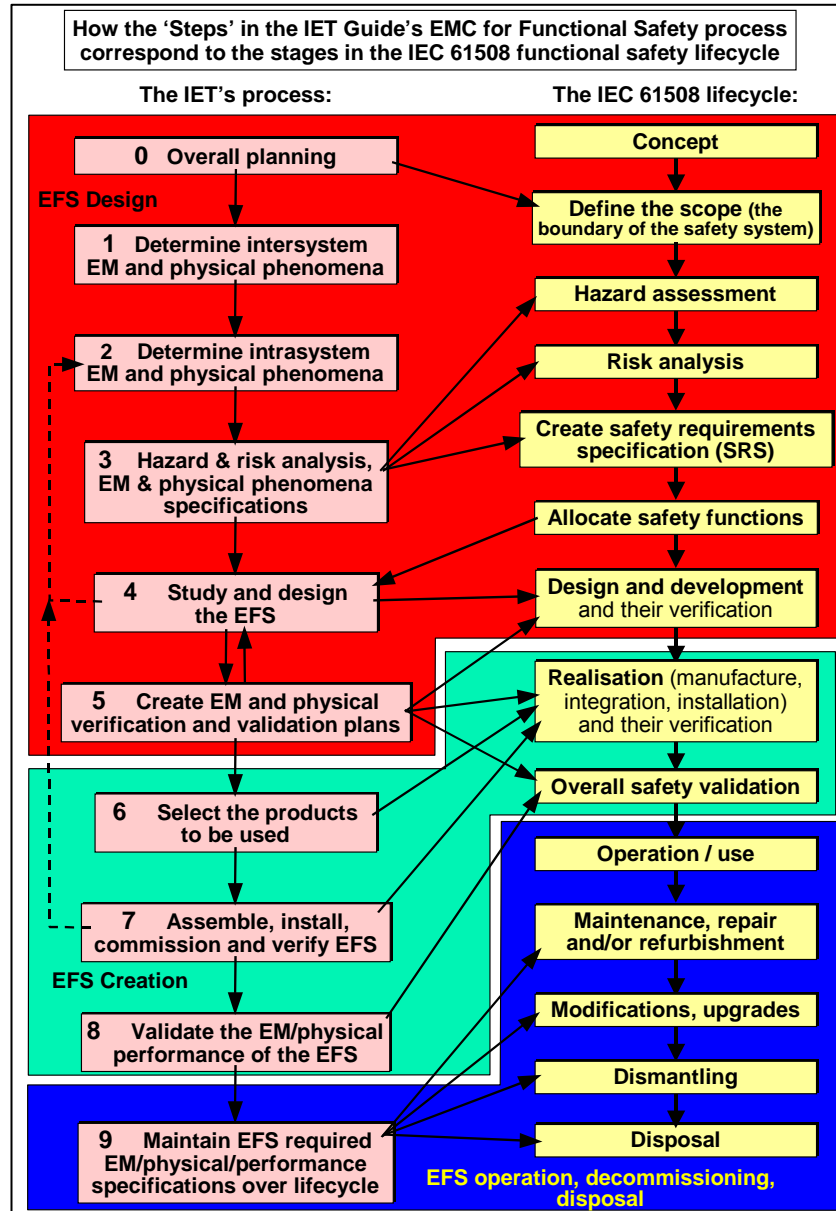 How the ‘Steps’ in the IET Guide’s EMC for Functional Safety process
correspond to the stages in the IEC 61508 functional safety lifecycle
The IET’s process:
The IEC 61508 lifecycle:
0 Overall planning
EFS Design
1 Determine intersystem
EM and physical phenomena
2 Determine intrasystem
EM and physical phenomena
3 Hazard & risk analysis,
EM & physical phenomena
specifications
4 Study and design
the EFS
5 Create EM and physical
verification and validation plans
6 Select the products
to be used
7 Assemble, install,
commission and verify EFS
EFS Creation
8 Validate the EM/physical
performance of the EFS
9 Maintain EFS required
EM/physical/performance
specifications over lifecycle
Concept
Define the scope (the
boundary of the safety system)
Hazard assessment
Risk analysis
Create safety requirements
specification (SRS)
Allocate safety functions
Design and development
and their verification
Realisation (manufacture,
integration, installation)
and their verification
Overall safety validation
Operation / use
Maintenance, repair
and/or refurbishment
Modifications, upgrades
Dismantling
Disposal
EFS operation, decommissioning,
disposal